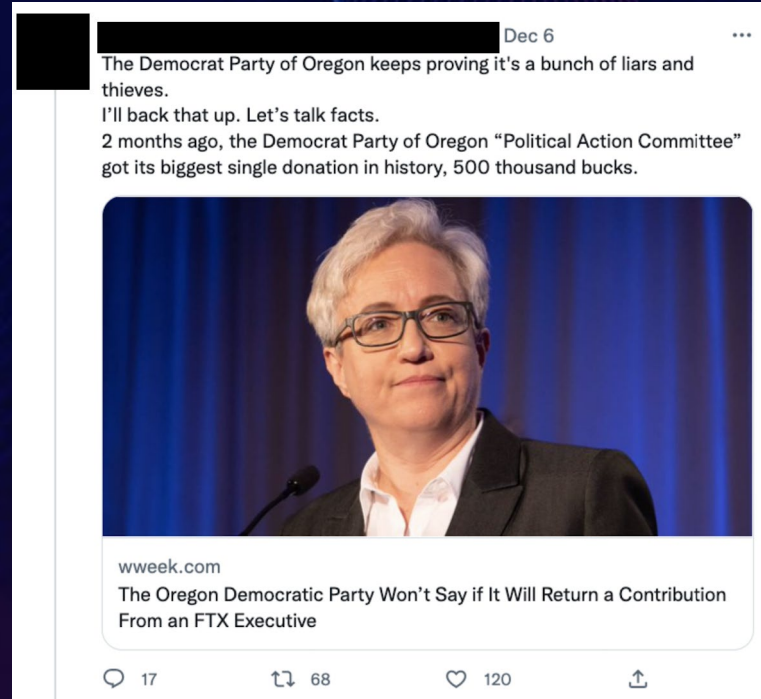 Dec 6
The Democrat Party of Oregon keeps proving it's a bunch of liars and
thieves.
I'll back that up. Let's talk facts.
2 months ago, the Democrat Party of Oregon “Political Action Committee”
got its biggest single donation in history, 500 thousand bucks.
wweek.com
The Oregon Democratic Party Won't Say if It Will Return a Contribution
From an FTX Executive
17 68 120